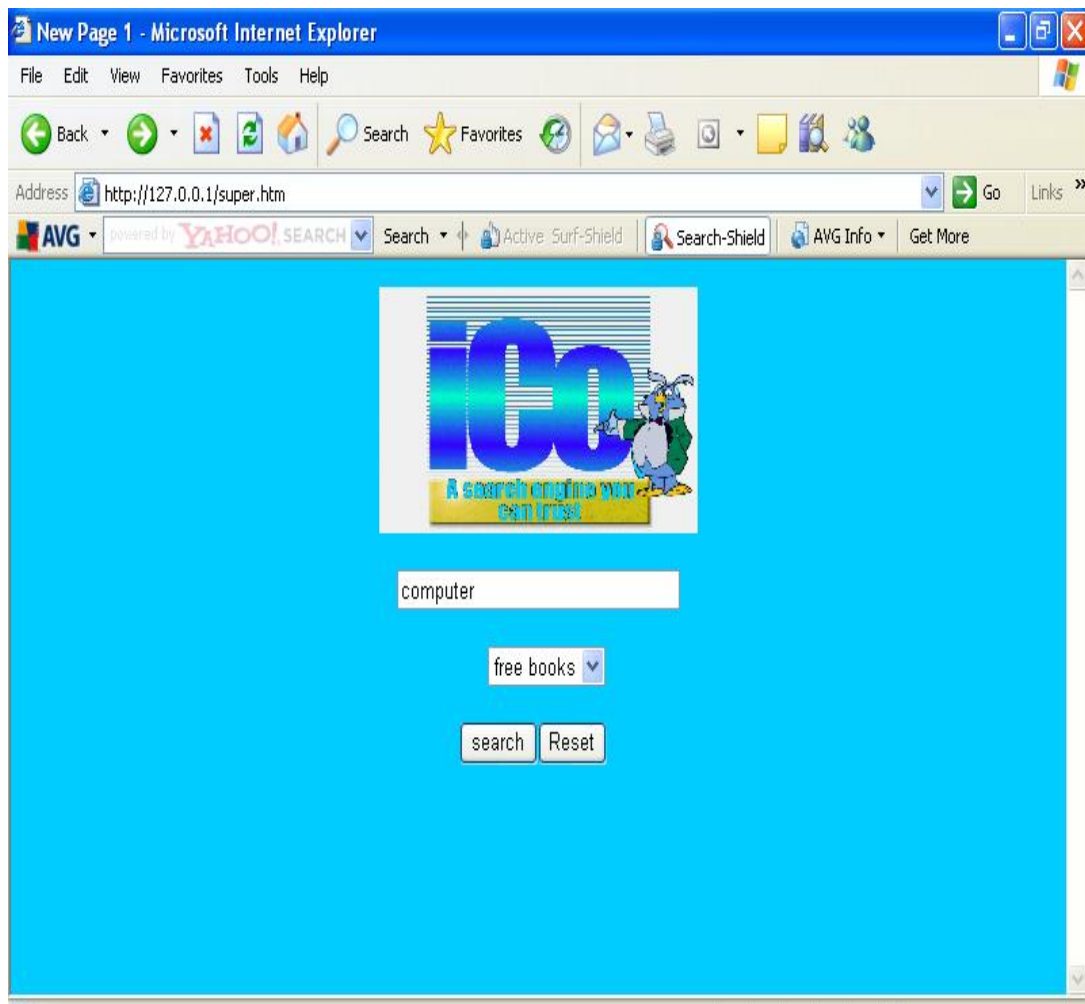 New Page 1 - Microsoft Internet Explorer
File Edit View Favorites Tools Help
Back Search Favorites
Address http://127.0.0.1/super.htm Go Links »
AVG powered by YAHOO! SEARCH Search Active Surf-Shield Search-Shield AVG Info Get More
iCo
A search engine you
can trust
computer
free books
search Reset